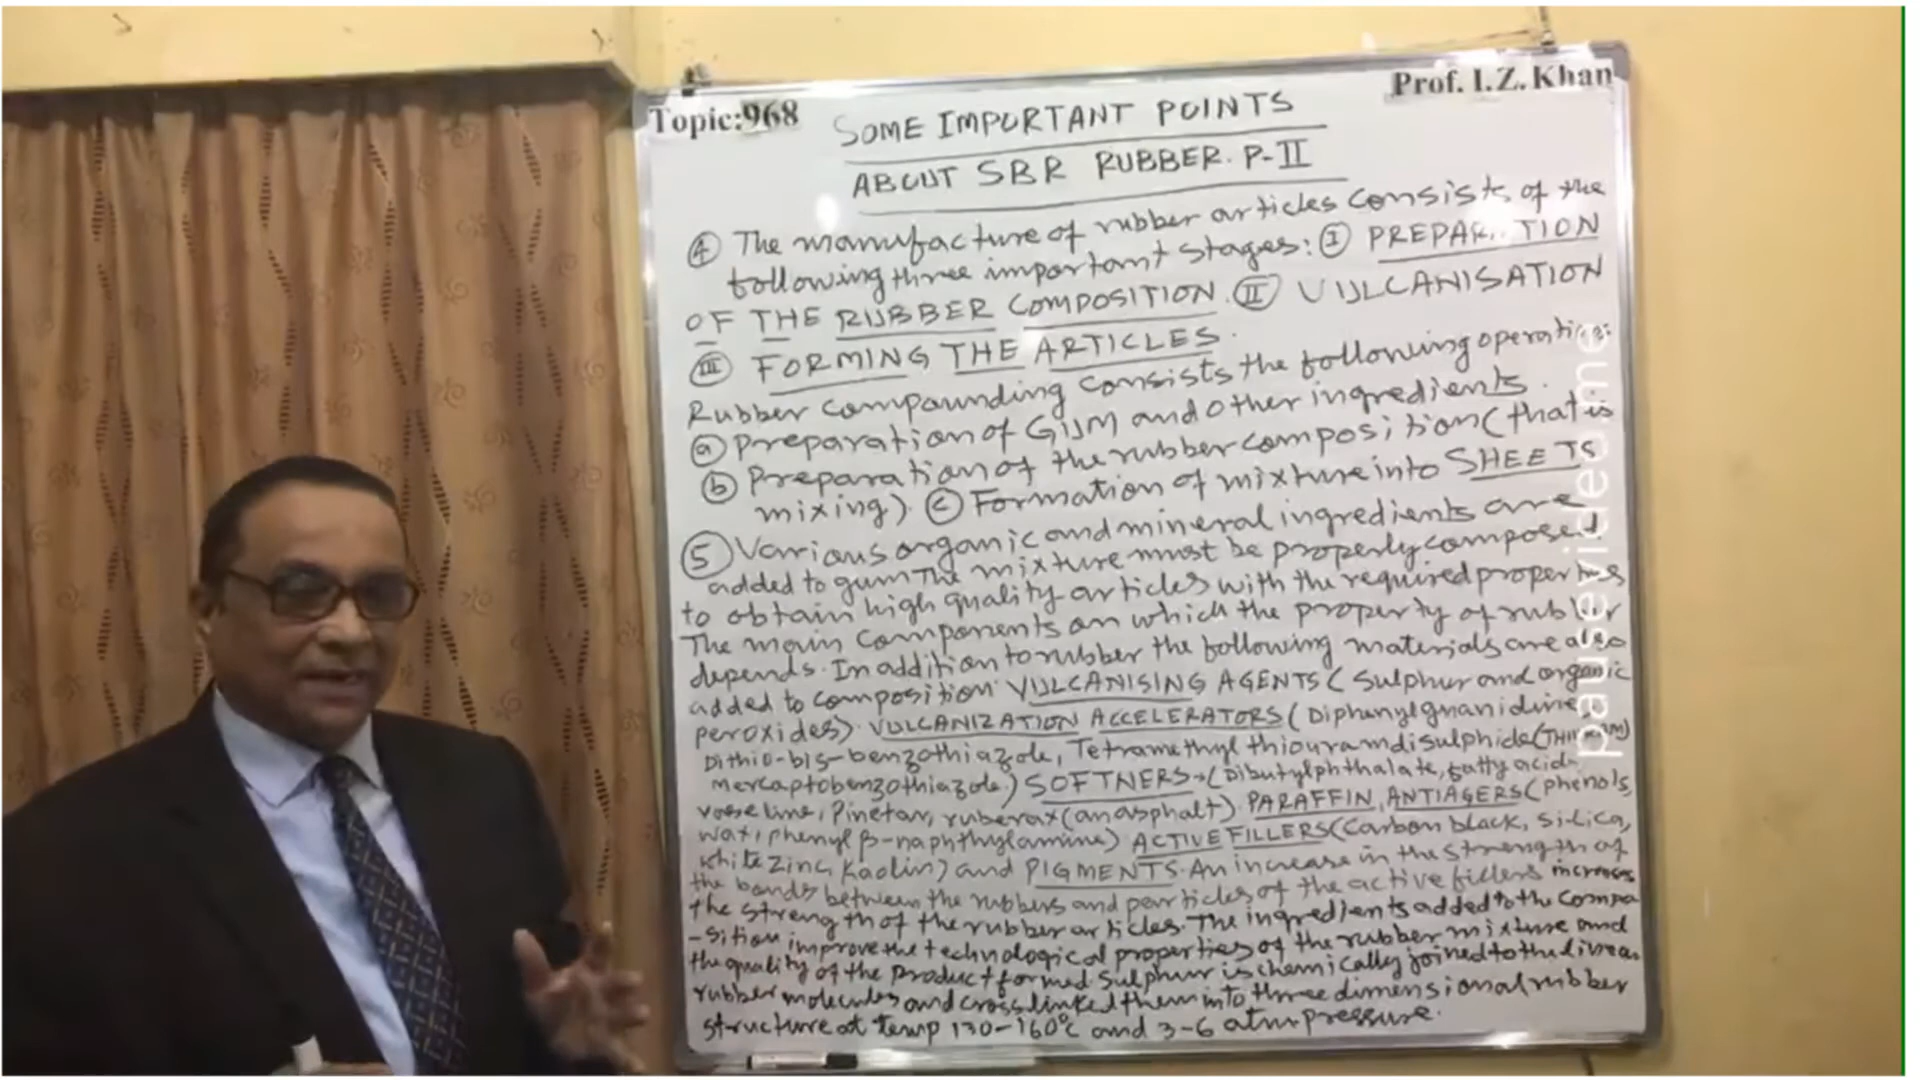 Topic:968
Prof. I.Z. Khan
SOME IMPORTANT POINTS
ABOUT SBR RUBBER. P-II
④ The manufacture of rubber articles consists of the
following three important stages: Ⓘ PREPARATION
OF THE RUBBER COMPOSITION. Ⓘ Ⓘ VULCANISATION
III FORMING THE ARTICLES.
Rubber compounding consists the following operation:
ⓐ Preparation of GUM and other ingredients.
ⓑ Preparation of the rubber composition (that is
mixing). ⓒ Formation of mixture into SHEETS
⑤ Various organic and mineral ingredients are
added to gum The mixture must be properly composed
to obtain high quality articles with the required properties
The main components on which the property of rubber
depends. In addition to rubber the following materials are also
added to composition VULCANISING AGENTS (Sulphur and organic
peroxides). VULCANIZATION ACCELERATORS (Diphenylguanidine,
Dithio-bis-benzothiazole, Tetramethyl thiouramdisulphide (THIURAM)
mercaptobenzothiazole.) SOFTNERS→(Dibutylphthalate, fatty acid,
vaseline, Pinetar, ruberax (an asphalt). PARAFFIN, ANTIAGERS (phenols,
wax, phenyl β-naphthylamine) ACTIVE FILLERS (Carbon black, silica,
white zinc, Kaolin) and PIGMENTS. An increase in the strength of
the bonds between the rubbers and particles of the active fillers increases
the strength of the rubber articles. The ingredients added to the compo
-sition improve the technological properties of the rubber mixture and
the quality of the product formed Sulphur is chemically joined to the linear
rubber molecules and crosslinked them into three dimensional rubber
structure at temp 130-160°C and 3-6 atm pressure.
pausevideo.me